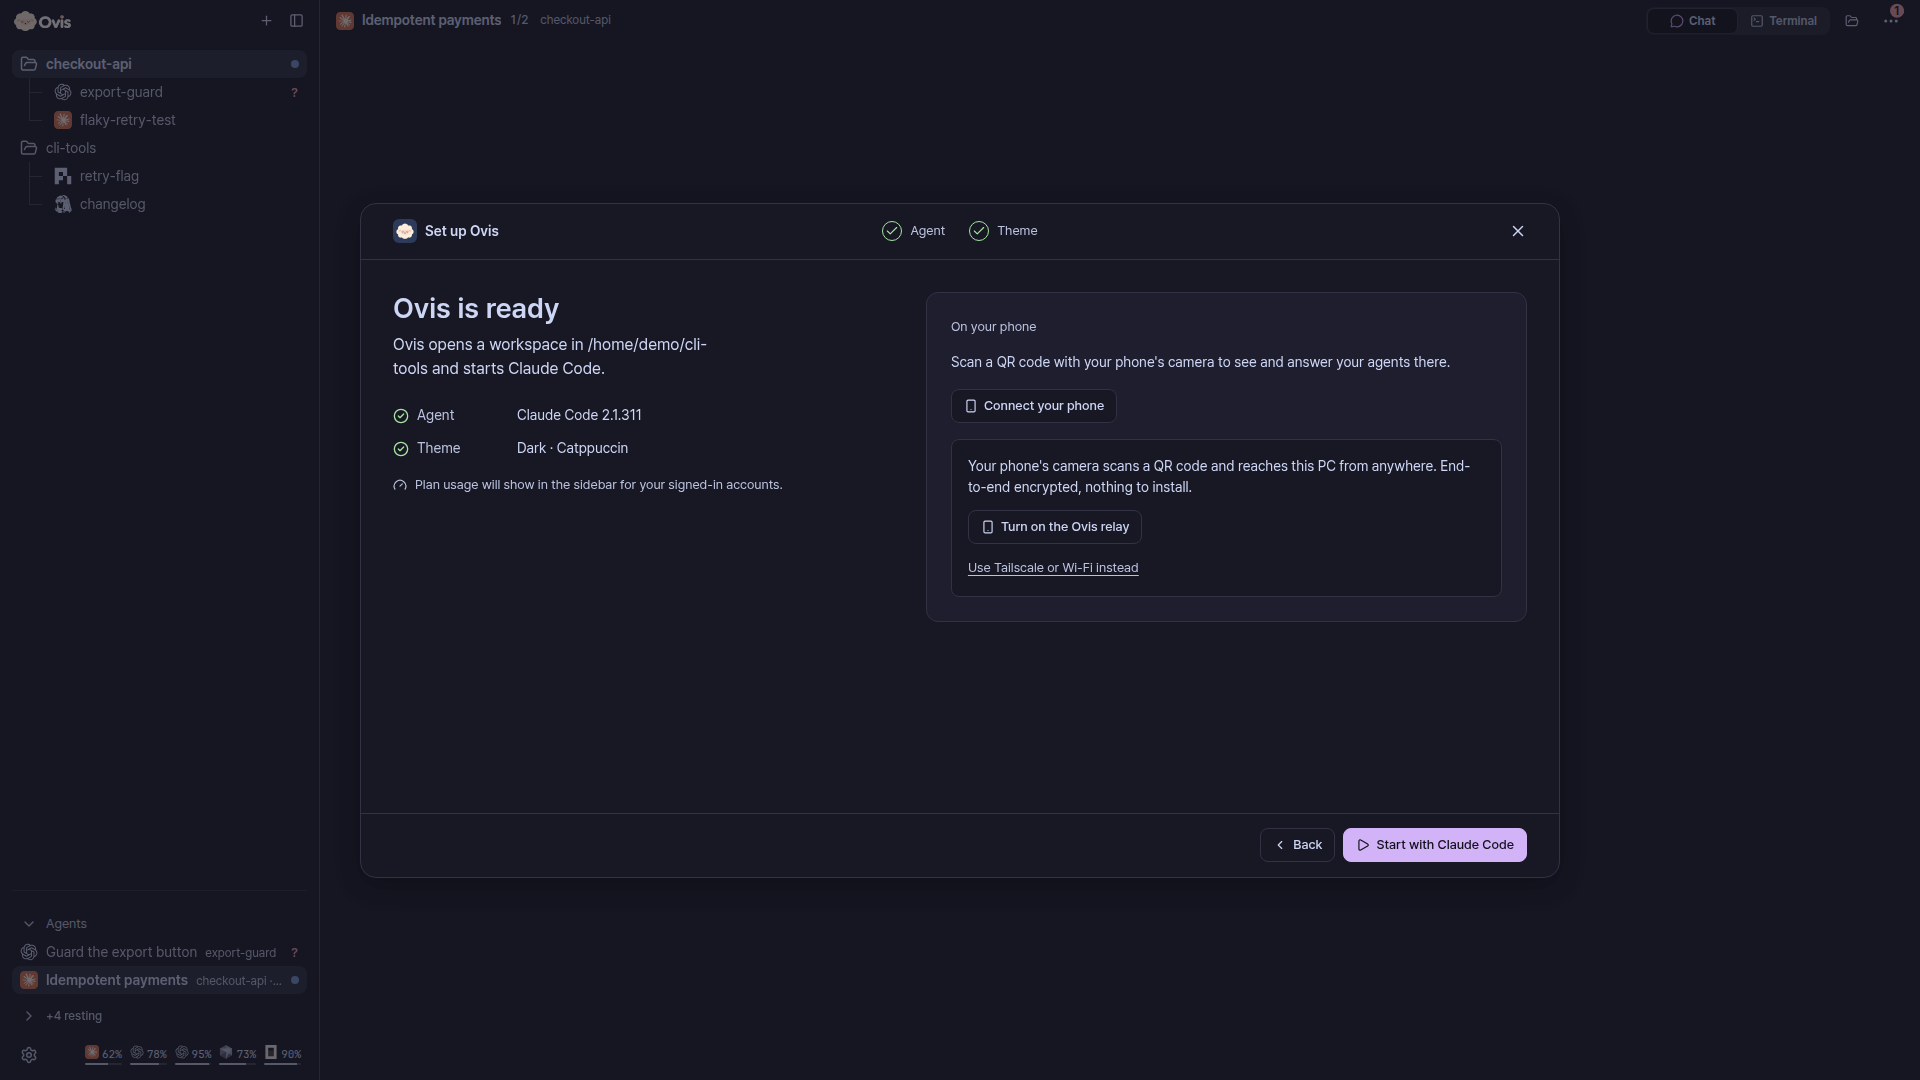 Ovis
checkout-api
export-guard ?
flaky-retry-test
cli-tools
retry-flag
changelog
Agents
Guard the export button export-guard ?
Idempotent payments checkout-api ·...
+4 resting
62% 78% 95% 73% 90%
Idempotent payments 1/2 checkout-api
Chat Terminal 1
Set up Ovis Agent Theme
Ovis is ready
Ovis opens a workspace in /home/demo/cli-
tools and starts Claude Code.
Agent Claude Code 2.1.311
Theme Dark · Catppuccin
Plan usage will show in the sidebar for your signed-in accounts.
On your phone
Scan a QR code with your phone's camera to see and answer your agents there.
Connect your phone
Your phone's camera scans a QR code and reaches this PC from anywhere. End-
to-end encrypted, nothing to install.
Turn on the Ovis relay
Use Tailscale or Wi-Fi instead
Back Start with Claude Code